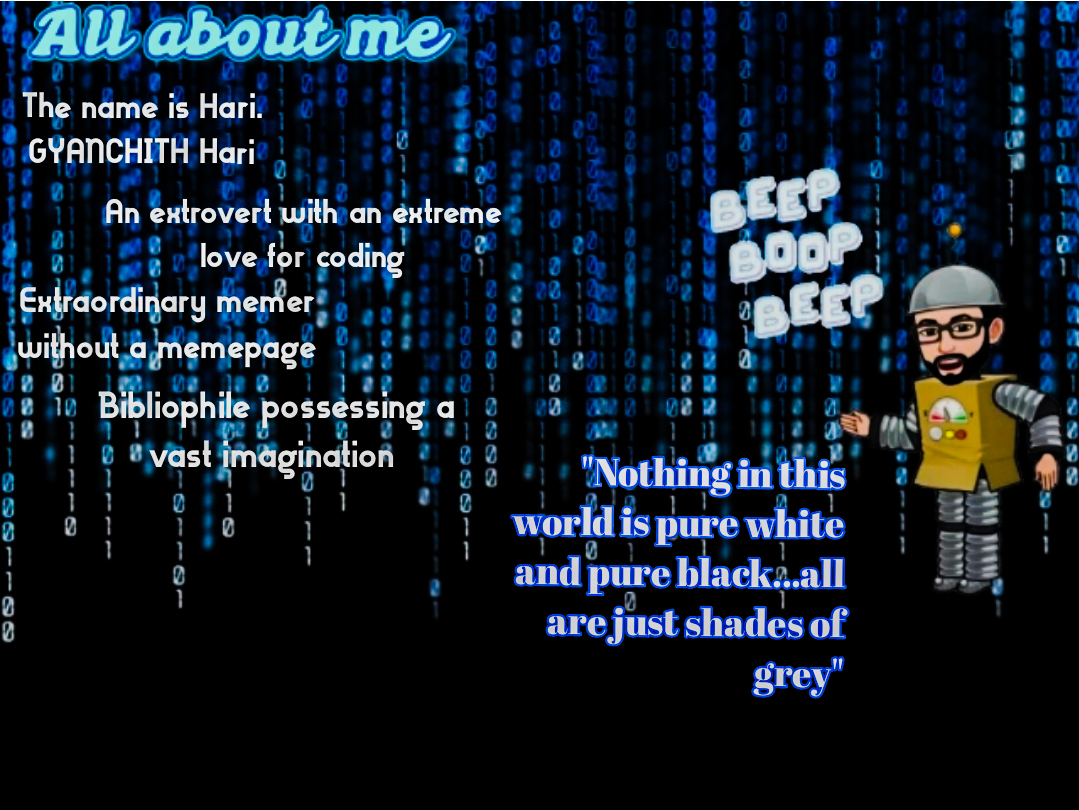 All about me
The name is Hari.
GYANCHITH Hari
An extrovert with an extreme
love for coding
Extraordinary memer
without a memepage
Bibliophile possessing a
vast imagination
BEEP
BOOP
BEEP
"Nothing in this
world is pure white
and pure black...all
are just shades of
grey"